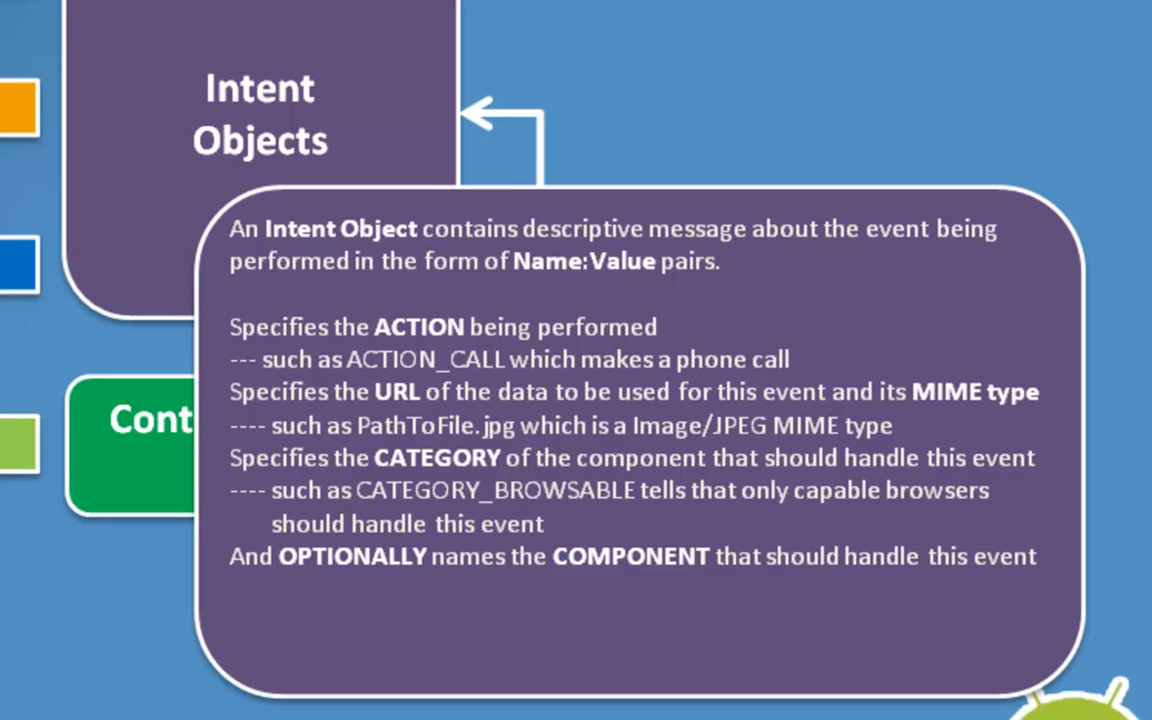 Intent
Objects
An Intent Object contains descriptive message about the event being
performed in the form of Name:Value pairs.
Specifies the ACTION being performed
--- such as ACTION_CALL which makes a phone call
Specifies the URL of the data to be used for this event and its MIME type
---- such as PathToFile.jpg which is a Image/JPEG MIME type
Specifies the CATEGORY of the component that should handle this event
---- such as CATEGORY_BROWSABLE tells that only capable browsers
should handle this event
And OPTIONALLY names the COMPONENT that should handle this event
Cont